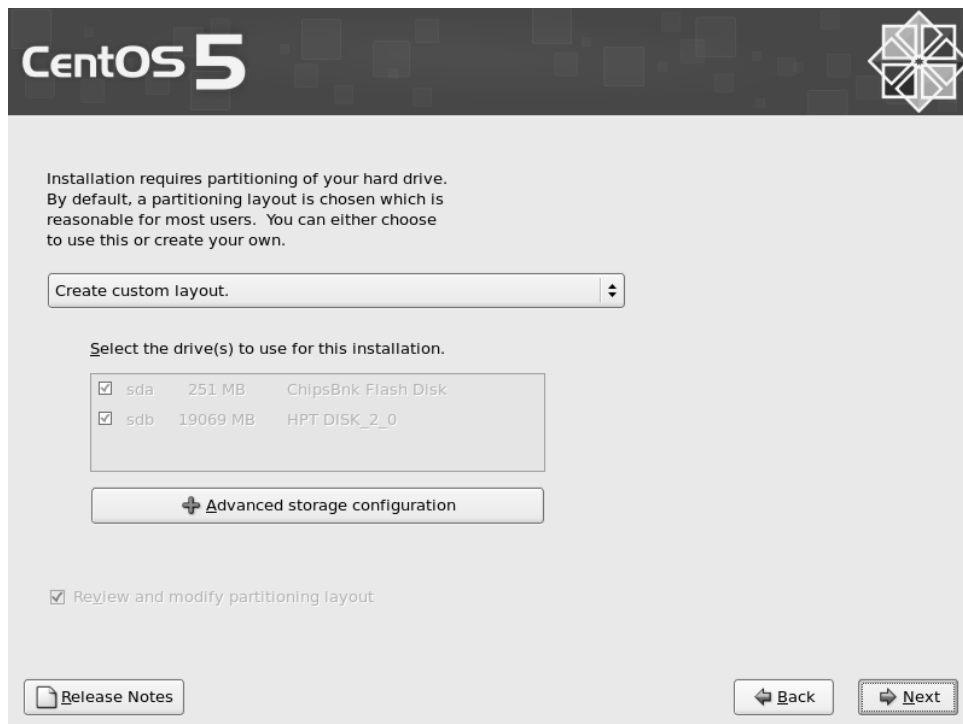 CentOS 5
Installation requires partitioning of your hard drive.
By default, a partitioning layout is chosen which is
reasonable for most users.  You can either choose
to use this or create your own.
Create custom layout.
Select the drive(s) to use for this installation.
sda 251 MB ChipsBnk Flash Disk
sdb 19069 MB HPT DISK_2_0
Advanced storage configuration
Review and modify partitioning layout
Release Notes
Back
Next